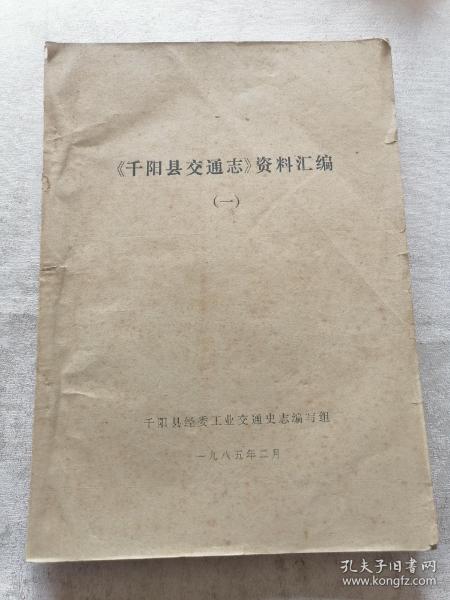 《千阳县交通志》资料汇编
(一)
千阳县经委工业交通史志编写组
一九八五年二月
孔夫子旧书网
www.kongfz.com